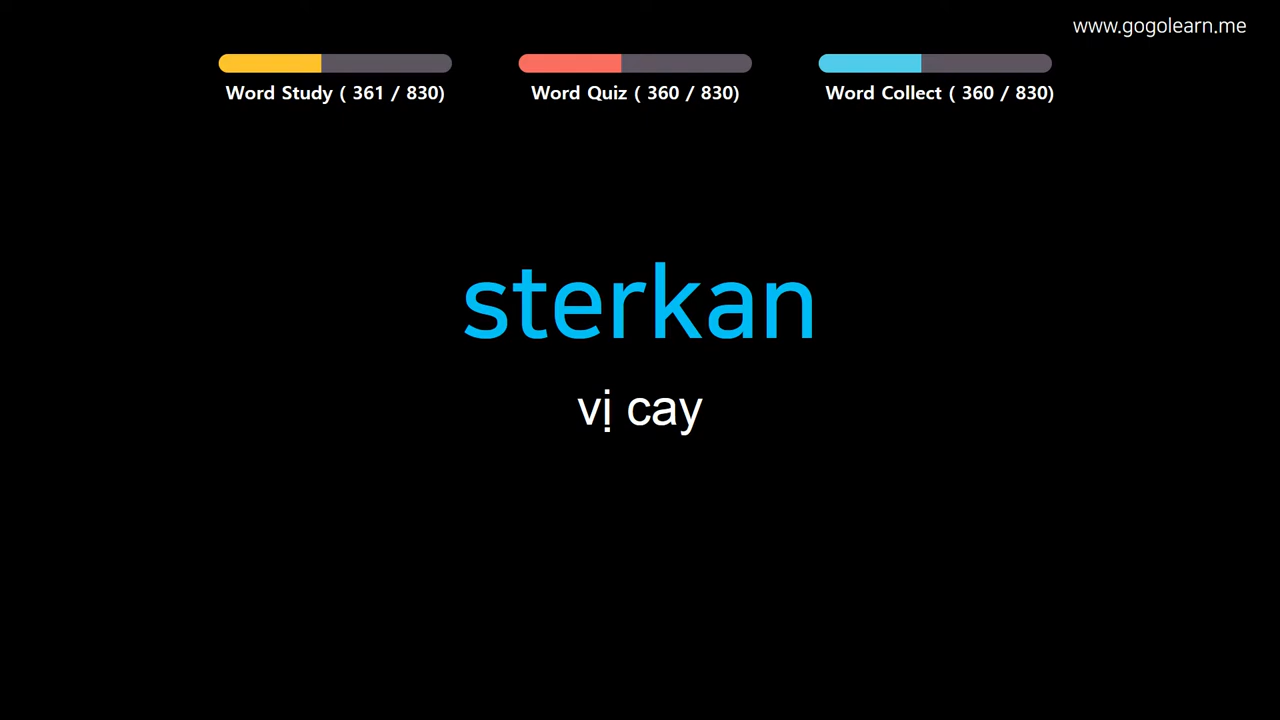 www.gogolearn.me
Word Study ( 361 / 830)
Word Quiz ( 360 / 830)
Word Collect ( 360 / 830)
sterkan
vị cay